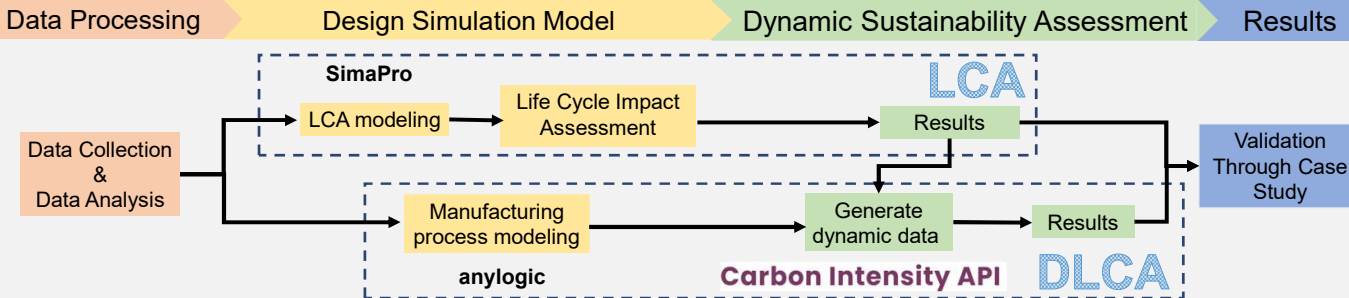 Data Processing
Design Simulation Model
Dynamic Sustainability Assessment
Results
SimaPro
LCA
LCA modeling
Life Cycle Impact
Assessment
Results
Data Collection
&
Data Analysis
Validation
Through Case
Study
Manufacturing
process modeling
Generate
dynamic data
Results
anylogic
Carbon Intensity API
DLCA